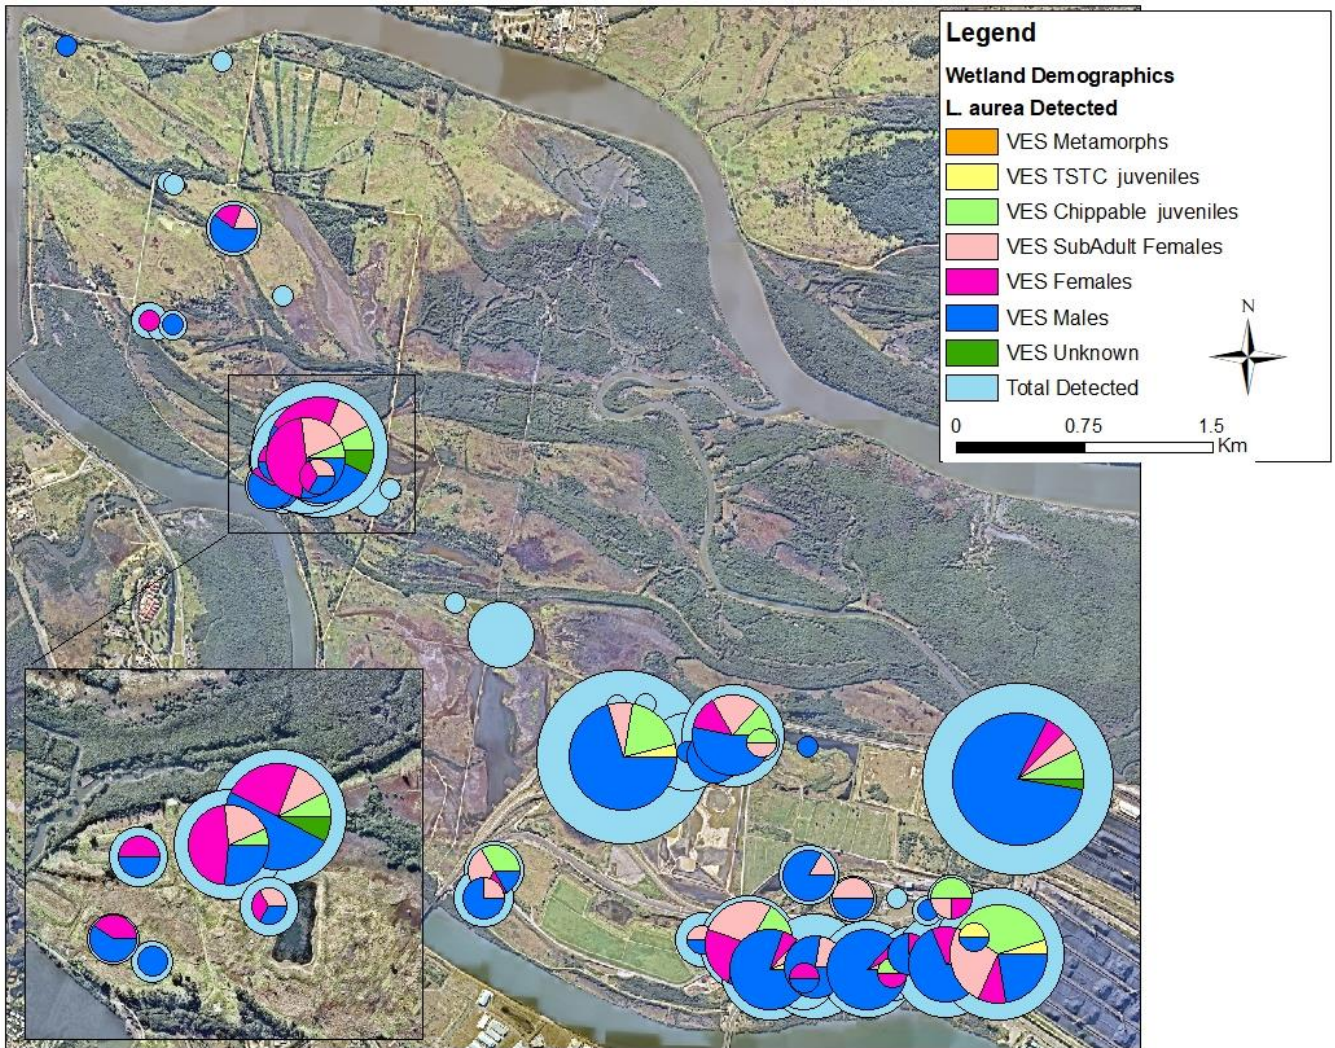 Legend
Wetland Demographics
L. aurea Detected
VES Metamorphs
VES TSTC juveniles
VES Chippable juveniles
VES SubAdult Females
VES Females
VES Males
VES Unknown
Total Detected
N
0 0.75 1.5
Km